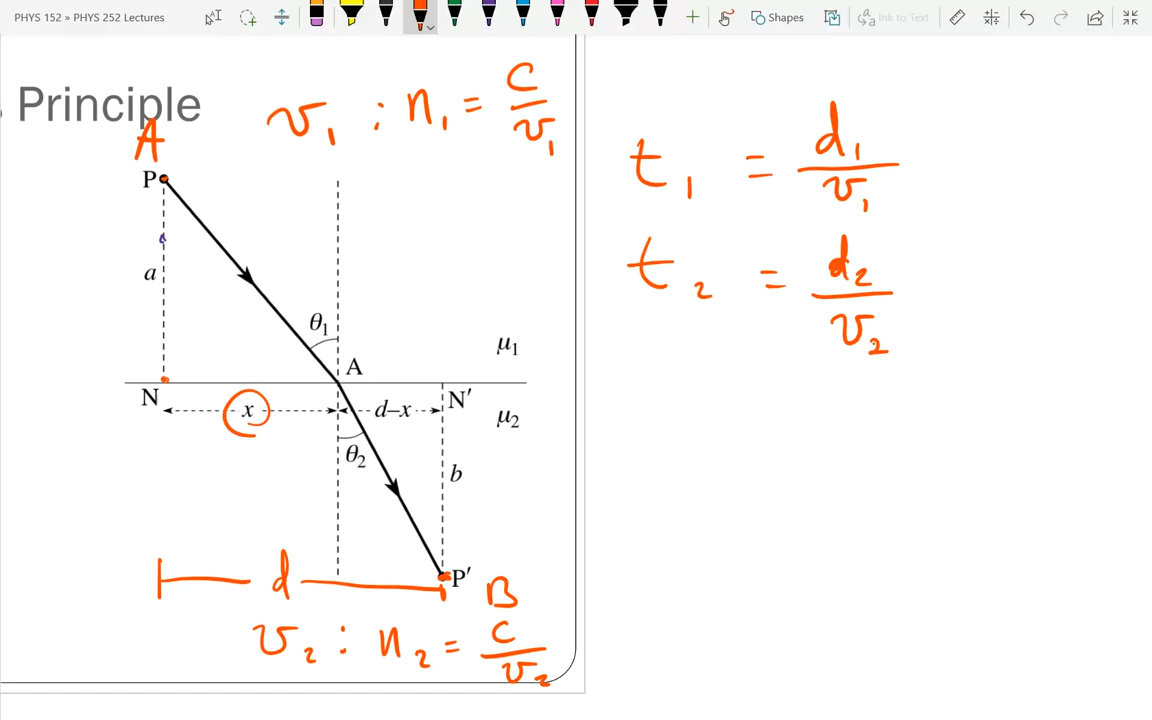 PHYS 152 » PHYS 252 Lectures
Shapes
Ink to Text
Principle
v₁ : n₁ = c/v₁
A
P
a
θ₁
A
μ₁
N
x
d–x
N′
μ₂
θ₂
b
P′
d
B
v₂ : n₂ = c/v₂
t₁ = d₁/v₁
t₂ = d₂/v₂